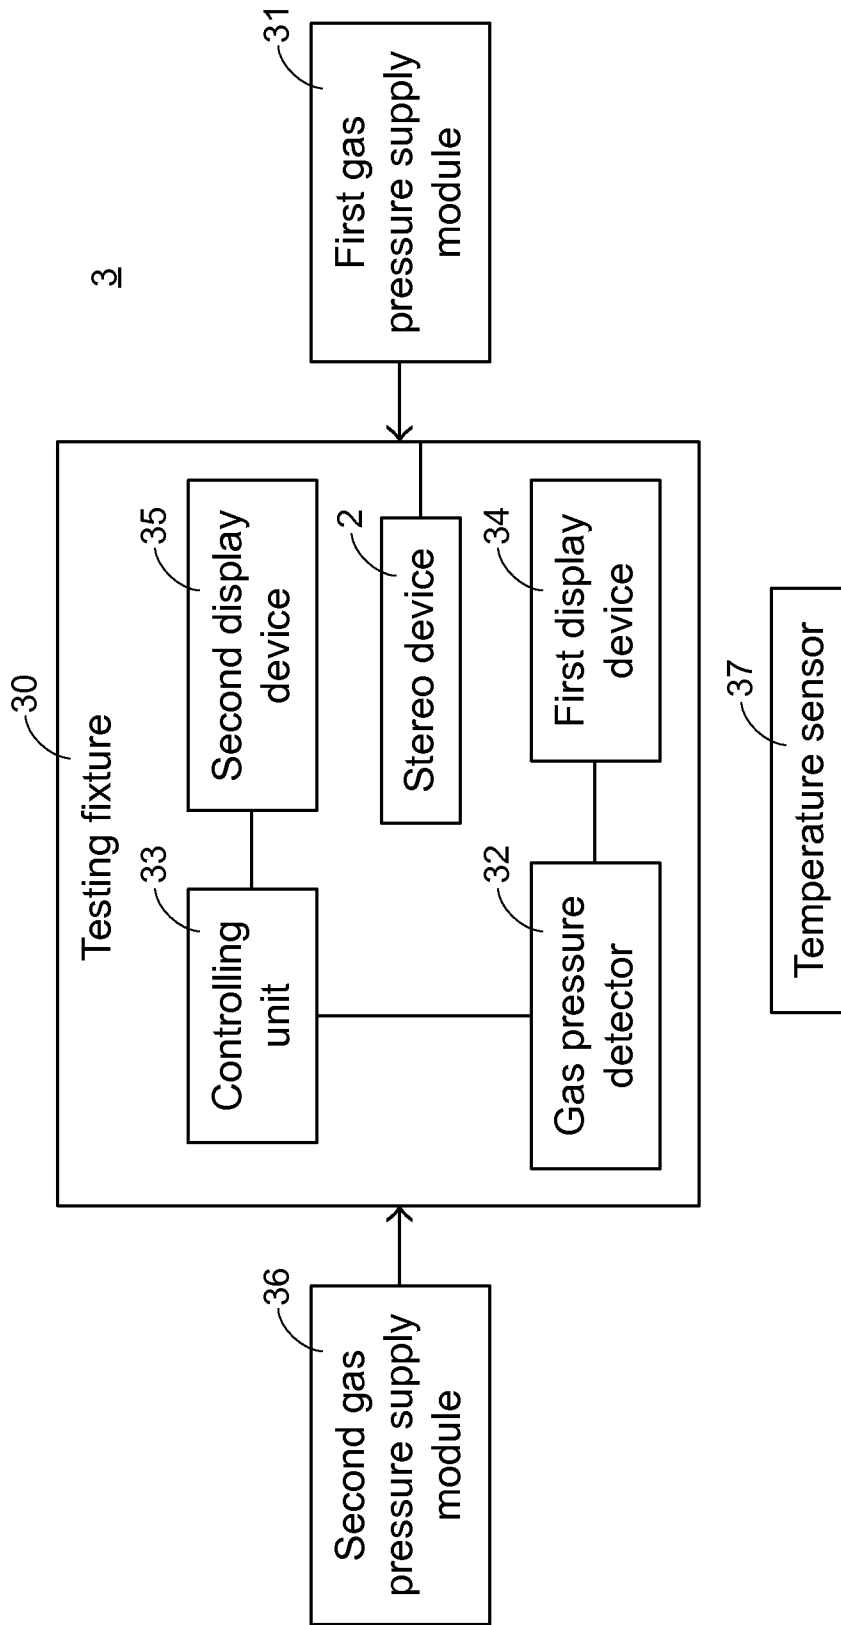 3
30
Testing fixture
36
Second gas
pressure supply
module
33
Controlling
unit
35
Second display
device
2
Stereo device
32
Gas pressure
detector
34
First display
device
31
First gas
pressure supply
module
37
Temperature sensor